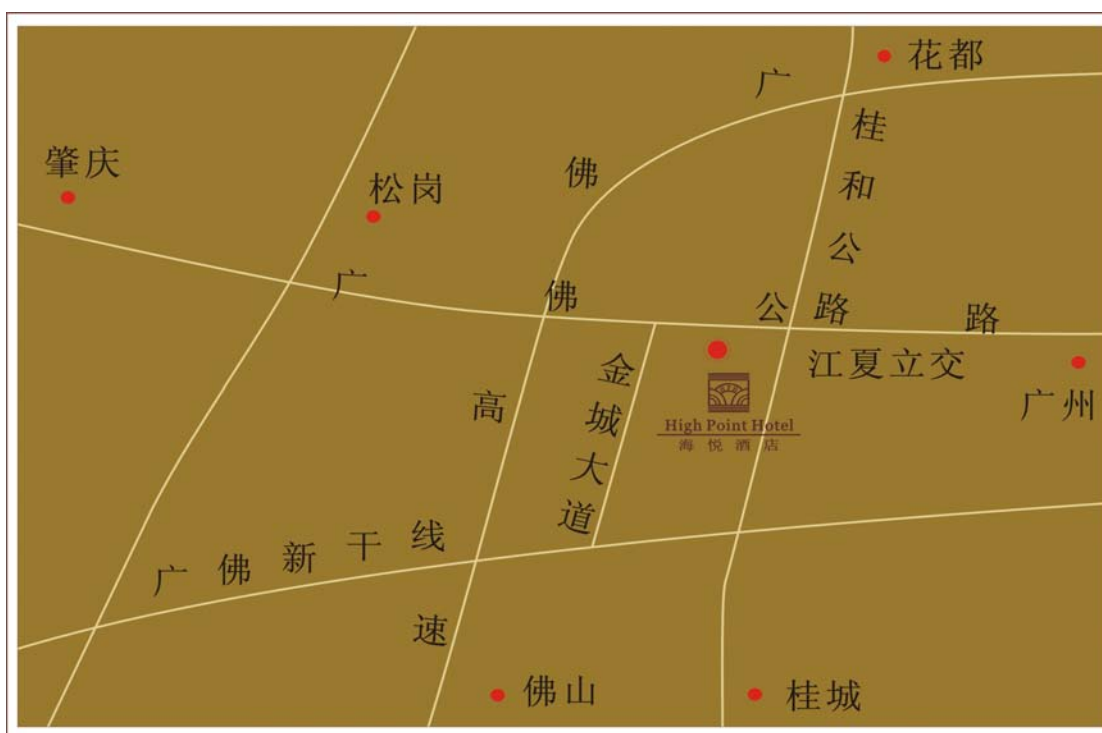 花都
肇庆
松岗
广佛高速
桂和公路
广佛公路
江夏立交
广州
金城大道
High Point Hotel
海悦酒店
广佛新干线
佛山
桂城